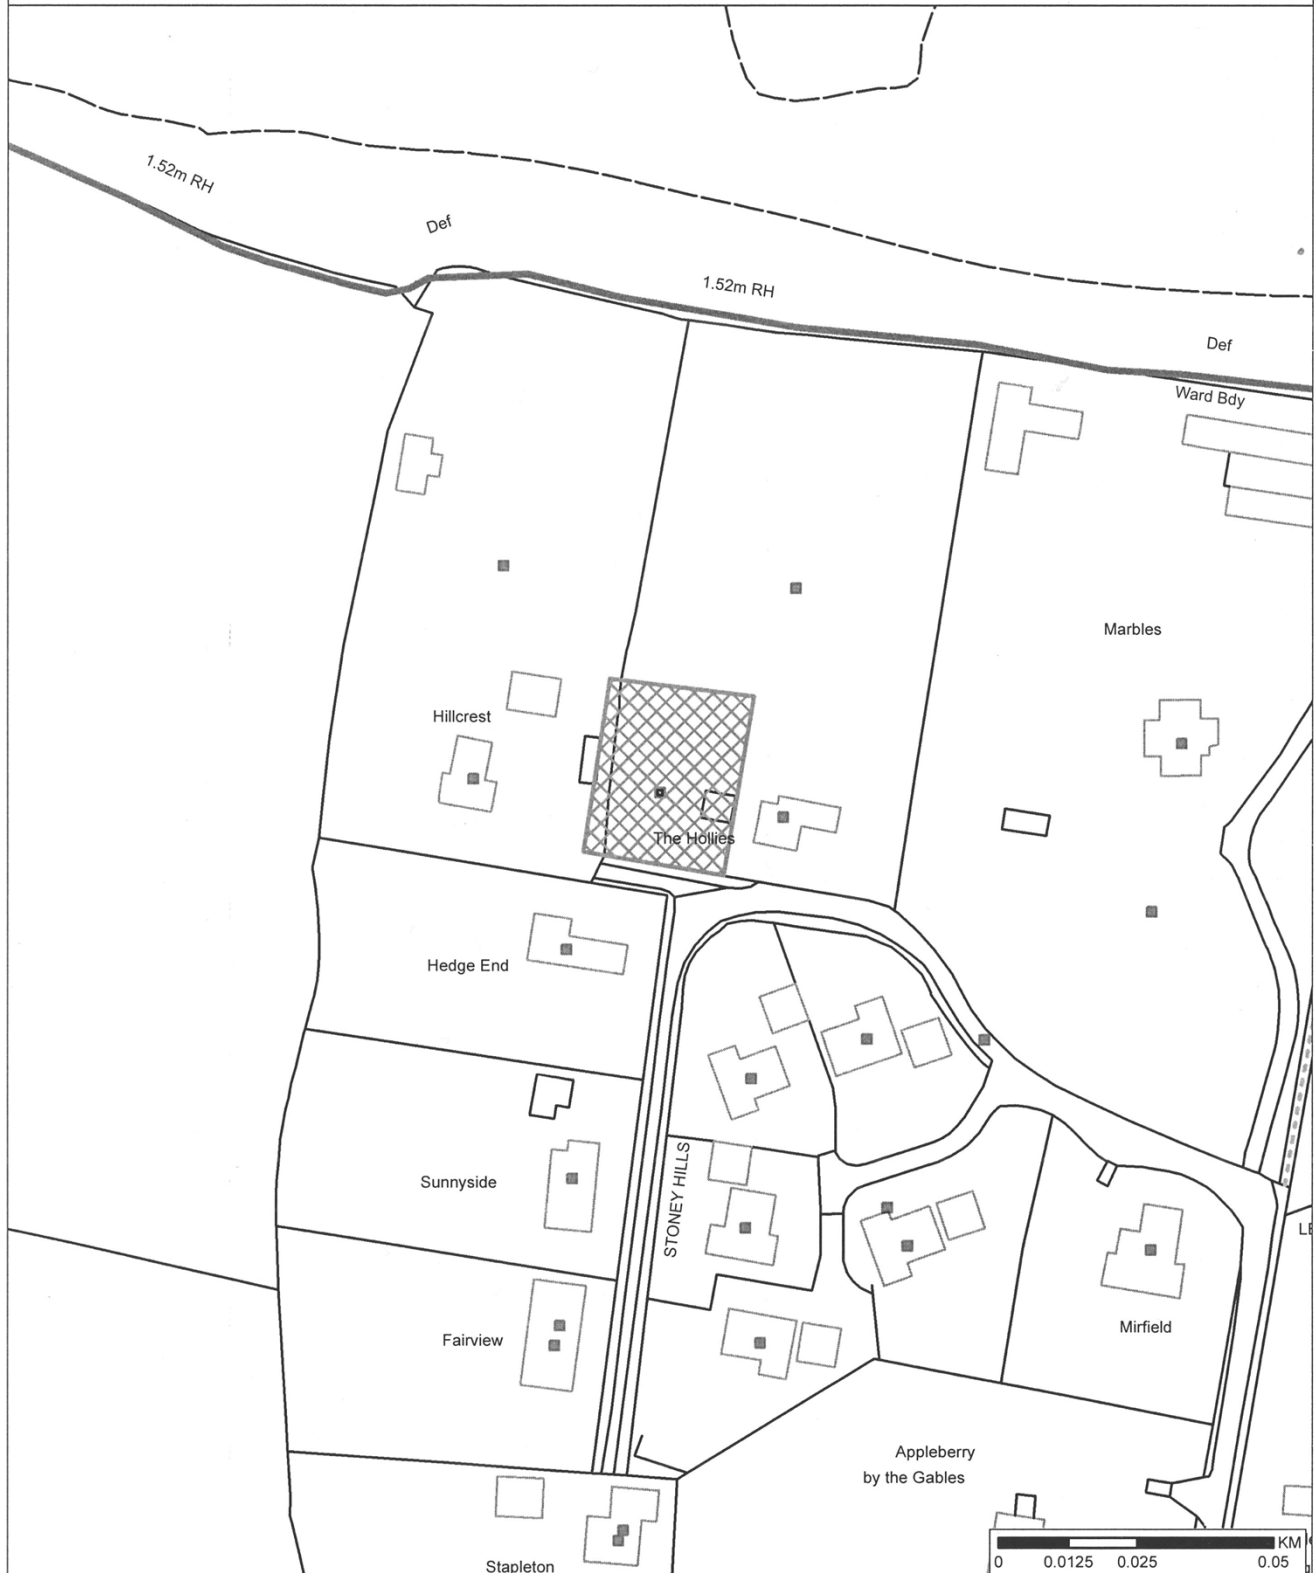 1.52m RH
Def
1.52m RH
Def
Ward Bdy
Marbles
Hillcrest
The Hollies
Hedge End
STONEY HILLS
Sunnyside
Fairview
Mirfield
Appleberry
by the Gables
Stapleton
KM
0 0.0125 0.025 0.05